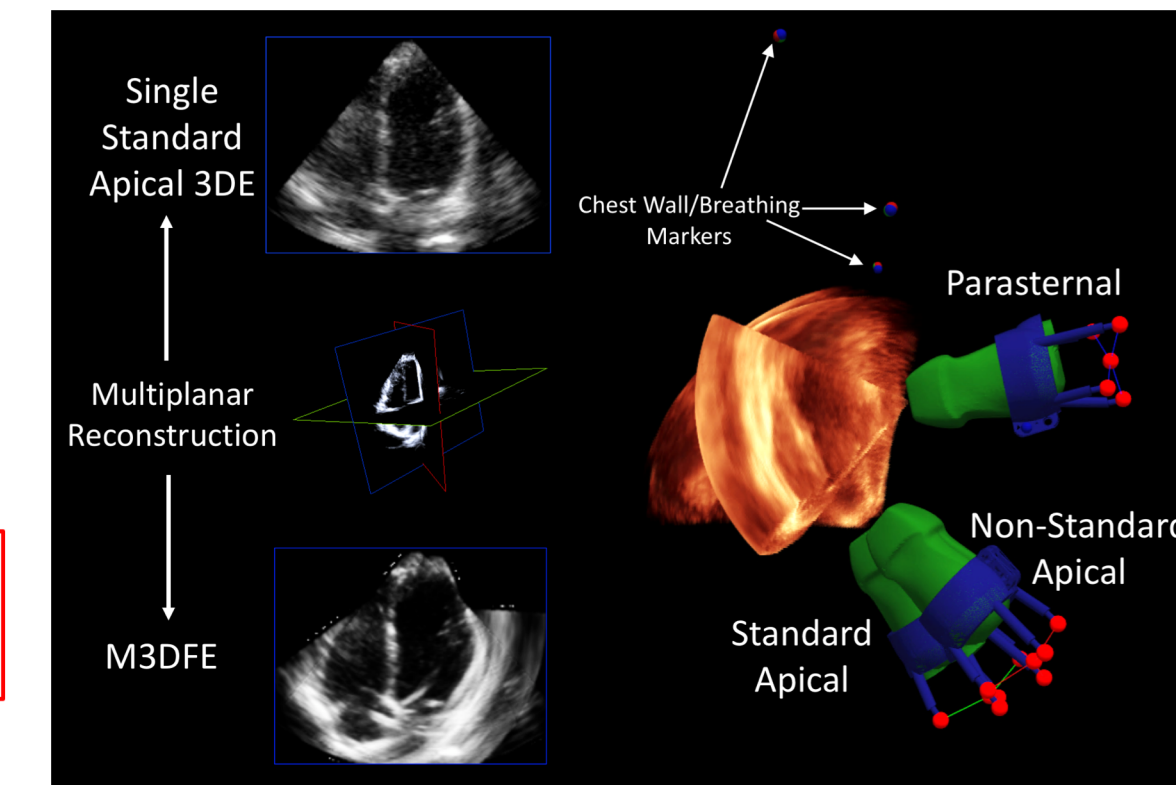 Single
Standard
Apical 3DE
Multiplanar
Reconstruction
M3DFE
Chest Wall/Breathing
Markers
Parasternal
Non-Standard
Apical
Standard
Apical